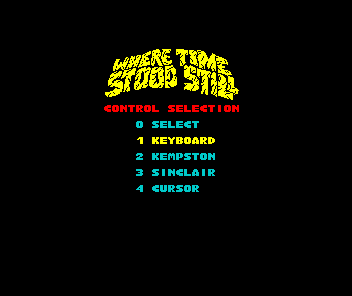 WHERE TIME
STOOD STILL
CONTROL SELECTION
0 SELECT
1 KEYBOARD
2 KEMPSTON
3 SINCLAIR
4 CURSOR